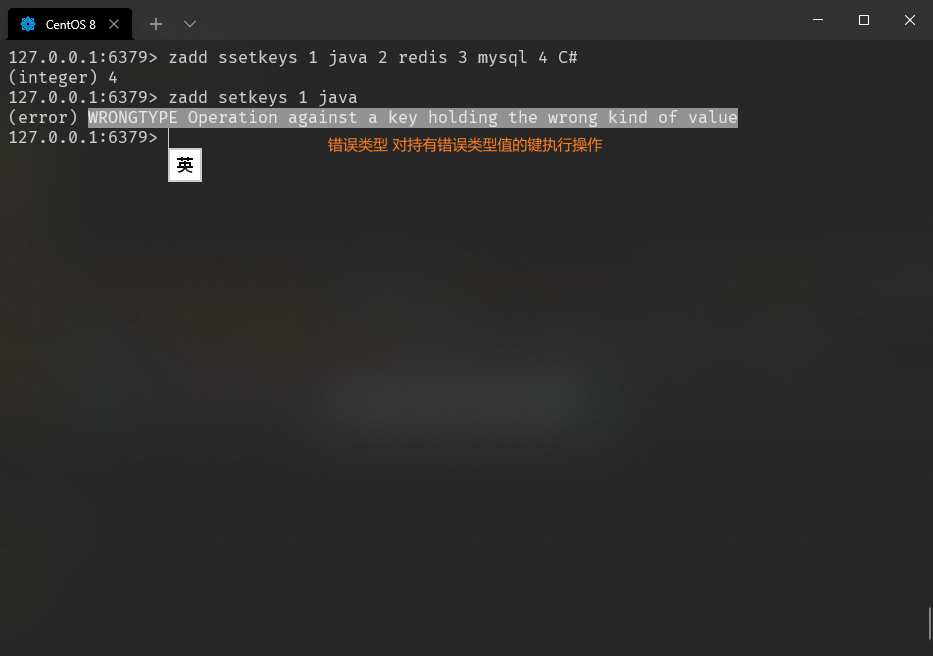 CentOS 8
127.0.0.1:6379> zadd ssetkeys 1 java 2 redis 3 mysql 4 C#
(integer) 4
127.0.0.1:6379> zadd setkeys 1 java
(error) WRONGTYPE Operation against a key holding the wrong kind of value
127.0.0.1:6379>
错误类型 对持有错误类型值的键执行操作
英